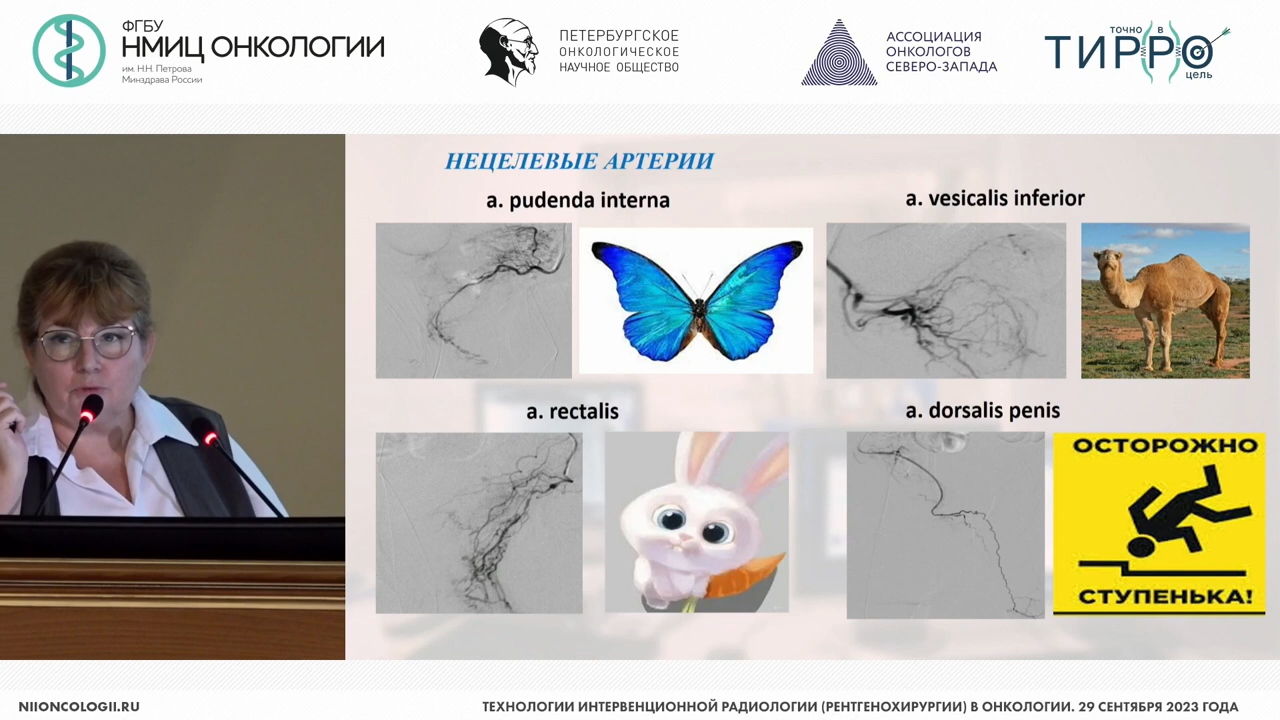 ФГБУ
НМИЦ ОНКОЛОГИИ
им. Н.Н. Петрова
Минздрава России
ПЕТЕРБУРГСКОЕ
ОНКОЛОГИЧЕСКОЕ
НАУЧНОЕ ОБЩЕСТВО
АССОЦИАЦИЯ
ОНКОЛОГОВ
СЕВЕРО-ЗАПАДА
точно в
ТИРРО
цель
НЕЦЕЛЕВЫЕ АРТЕРИИ
a. pudenda interna
a. vesicalis inferior
a. rectalis
a. dorsalis penis
ОСТОРОЖНО
СТУПЕНЬКА!
NIIONCOLOGII.RU
ТЕХНОЛОГИИ ИНТЕРВЕНЦИОННОЙ РАДИОЛОГИИ (РЕНТГЕНОХИРУРГИИ) В ОНКОЛОГИИ. 29 СЕНТЯБРЯ 2023 ГОДА